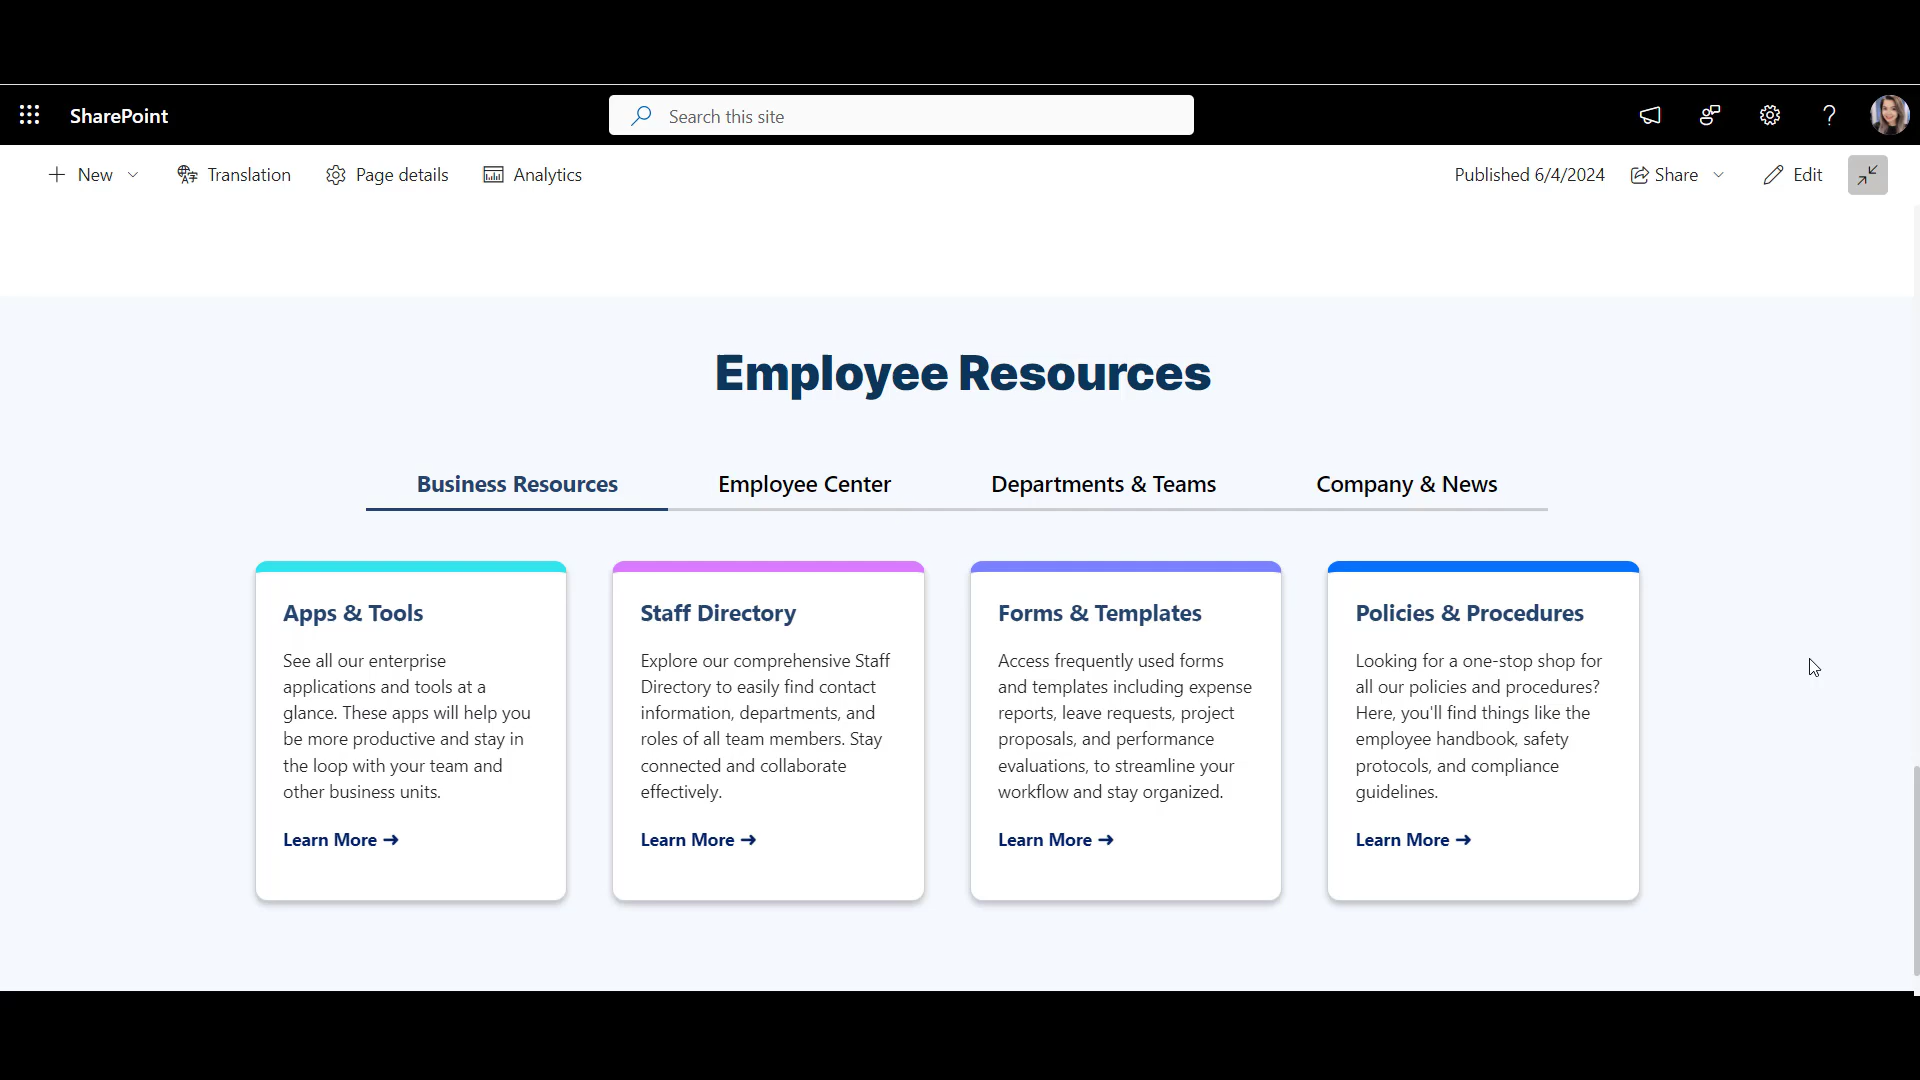 SharePoint
Search this site
New
Translation
Page details
Analytics
Published 6/4/2024
Share
Edit
Employee Resources
Business Resources
Employee Center
Departments & Teams
Company & News
Apps & Tools
See all our enterprise
applications and tools at a
glance. These apps will help you
be more productive and stay in
the loop with your team and
other business units.
Learn More →
Staff Directory
Explore our comprehensive Staff
Directory to easily find contact
information, departments, and
roles of all team members. Stay
connected and collaborate
effectively.
Learn More →
Forms & Templates
Access frequently used forms
and templates including expense
reports, leave requests, project
proposals, and performance
evaluations, to streamline your
workflow and stay organized.
Learn More →
Policies & Procedures
Looking for a one-stop shop for
all our policies and procedures?
Here, you'll find things like the
employee handbook, safety
protocols, and compliance
guidelines.
Learn More →